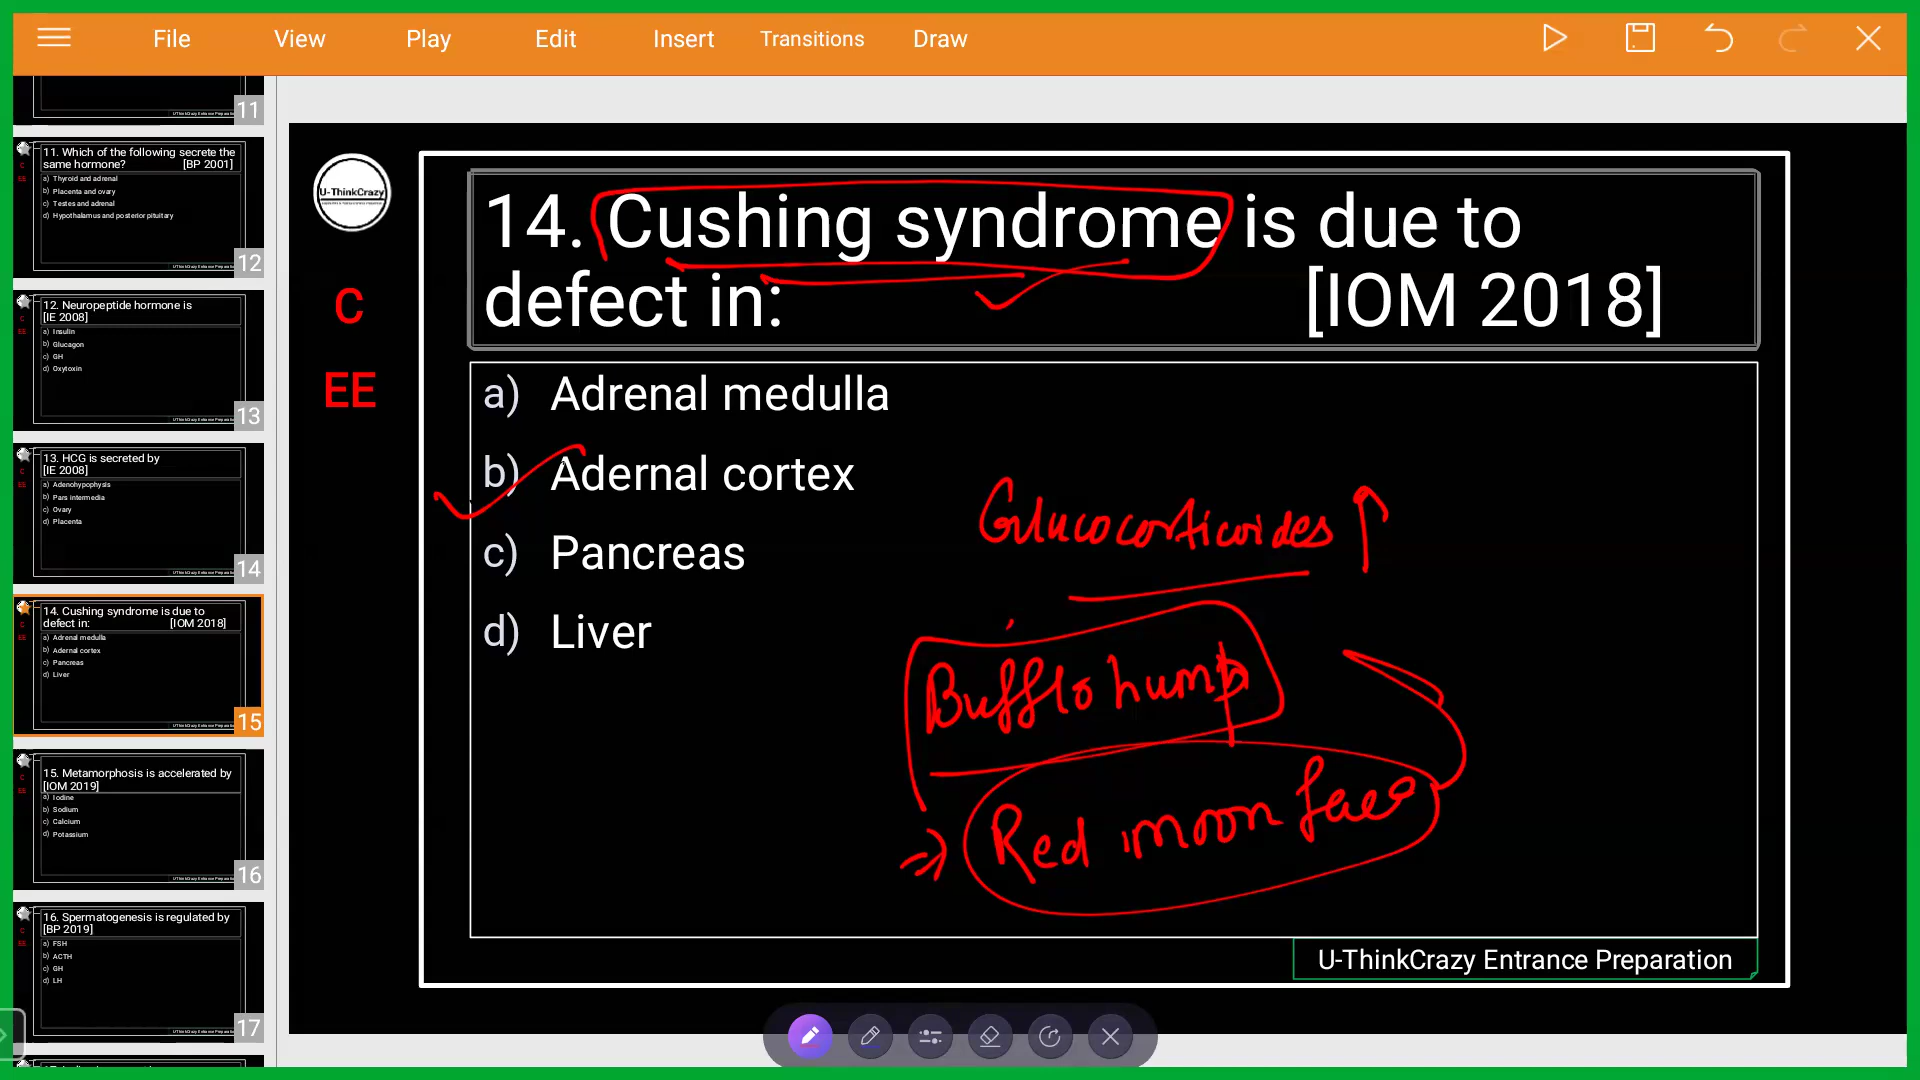 File View Play Edit Insert Transitions Draw
11
11. Which of the following secrete the
same hormone? [BP 2001]
a) Thyroid and adrenal
b) Placenta and ovary
c) Testes and adrenal
d) Hypothalamus and posterior pituitary
12
12. Neuropeptide hormone is
[IE 2008]
a) Insulin
b) Glucagon
c) GH
d) Oxytoxin
13
13. HCG is secreted by
[IE 2008]
a) Adenohypophysis
b) Pars intermedia
c) Ovary
d) Placenta
14
14. Cushing syndrome is due to
defect in: [IOM 2018]
a) Adrenal medulla
b) Adernal cortex
c) Pancreas
d) Liver
15
15. Metamorphosis is accelerated by
[IOM 2019]
a) Iodine
b) Sodium
c) Calcium
d) Potassium
16
16. Spermatogenesis is regulated by
[BP 2019]
a) FSH
b) ACTH
c) GH
d) LH
17
U-ThinkCrazy
C
EE
14. Cushing syndrome is due to
defect in: [IOM 2018]
a) Adrenal medulla
b) Adernal cortex
c) Pancreas
d) Liver
Glucocorticoides ↑
Bufflo hump
⇒ Red moon face
U-ThinkCrazy Entrance Preparation